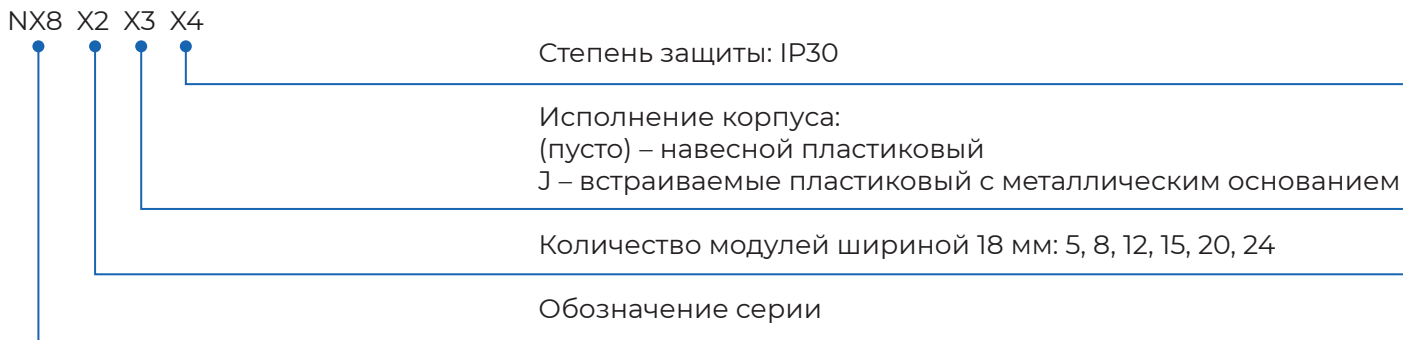 NX8 X2 X3 X4
Степень защиты: IP30
Исполнение корпуса:
(пусто) – навесной пластиковый
J – встраиваемые пластиковый с металлическим основанием
Количество модулей шириной 18 мм: 5, 8, 12, 15, 20, 24
Обозначение серии